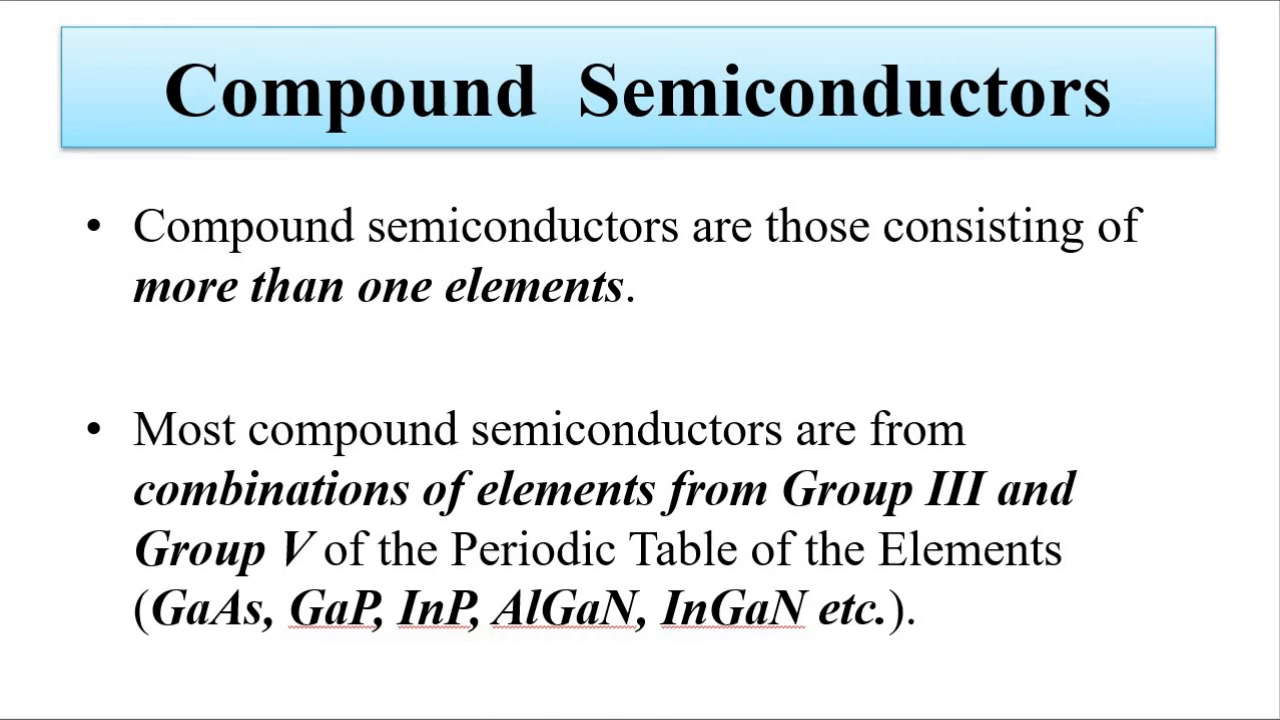 Compound Semiconductors
• Compound semiconductors are those consisting of
more than one elements.
• Most compound semiconductors are from
combinations of elements from Group III and
Group V of the Periodic Table of the Elements
(GaAs, GaP, InP, AlGaN, InGaN etc.).